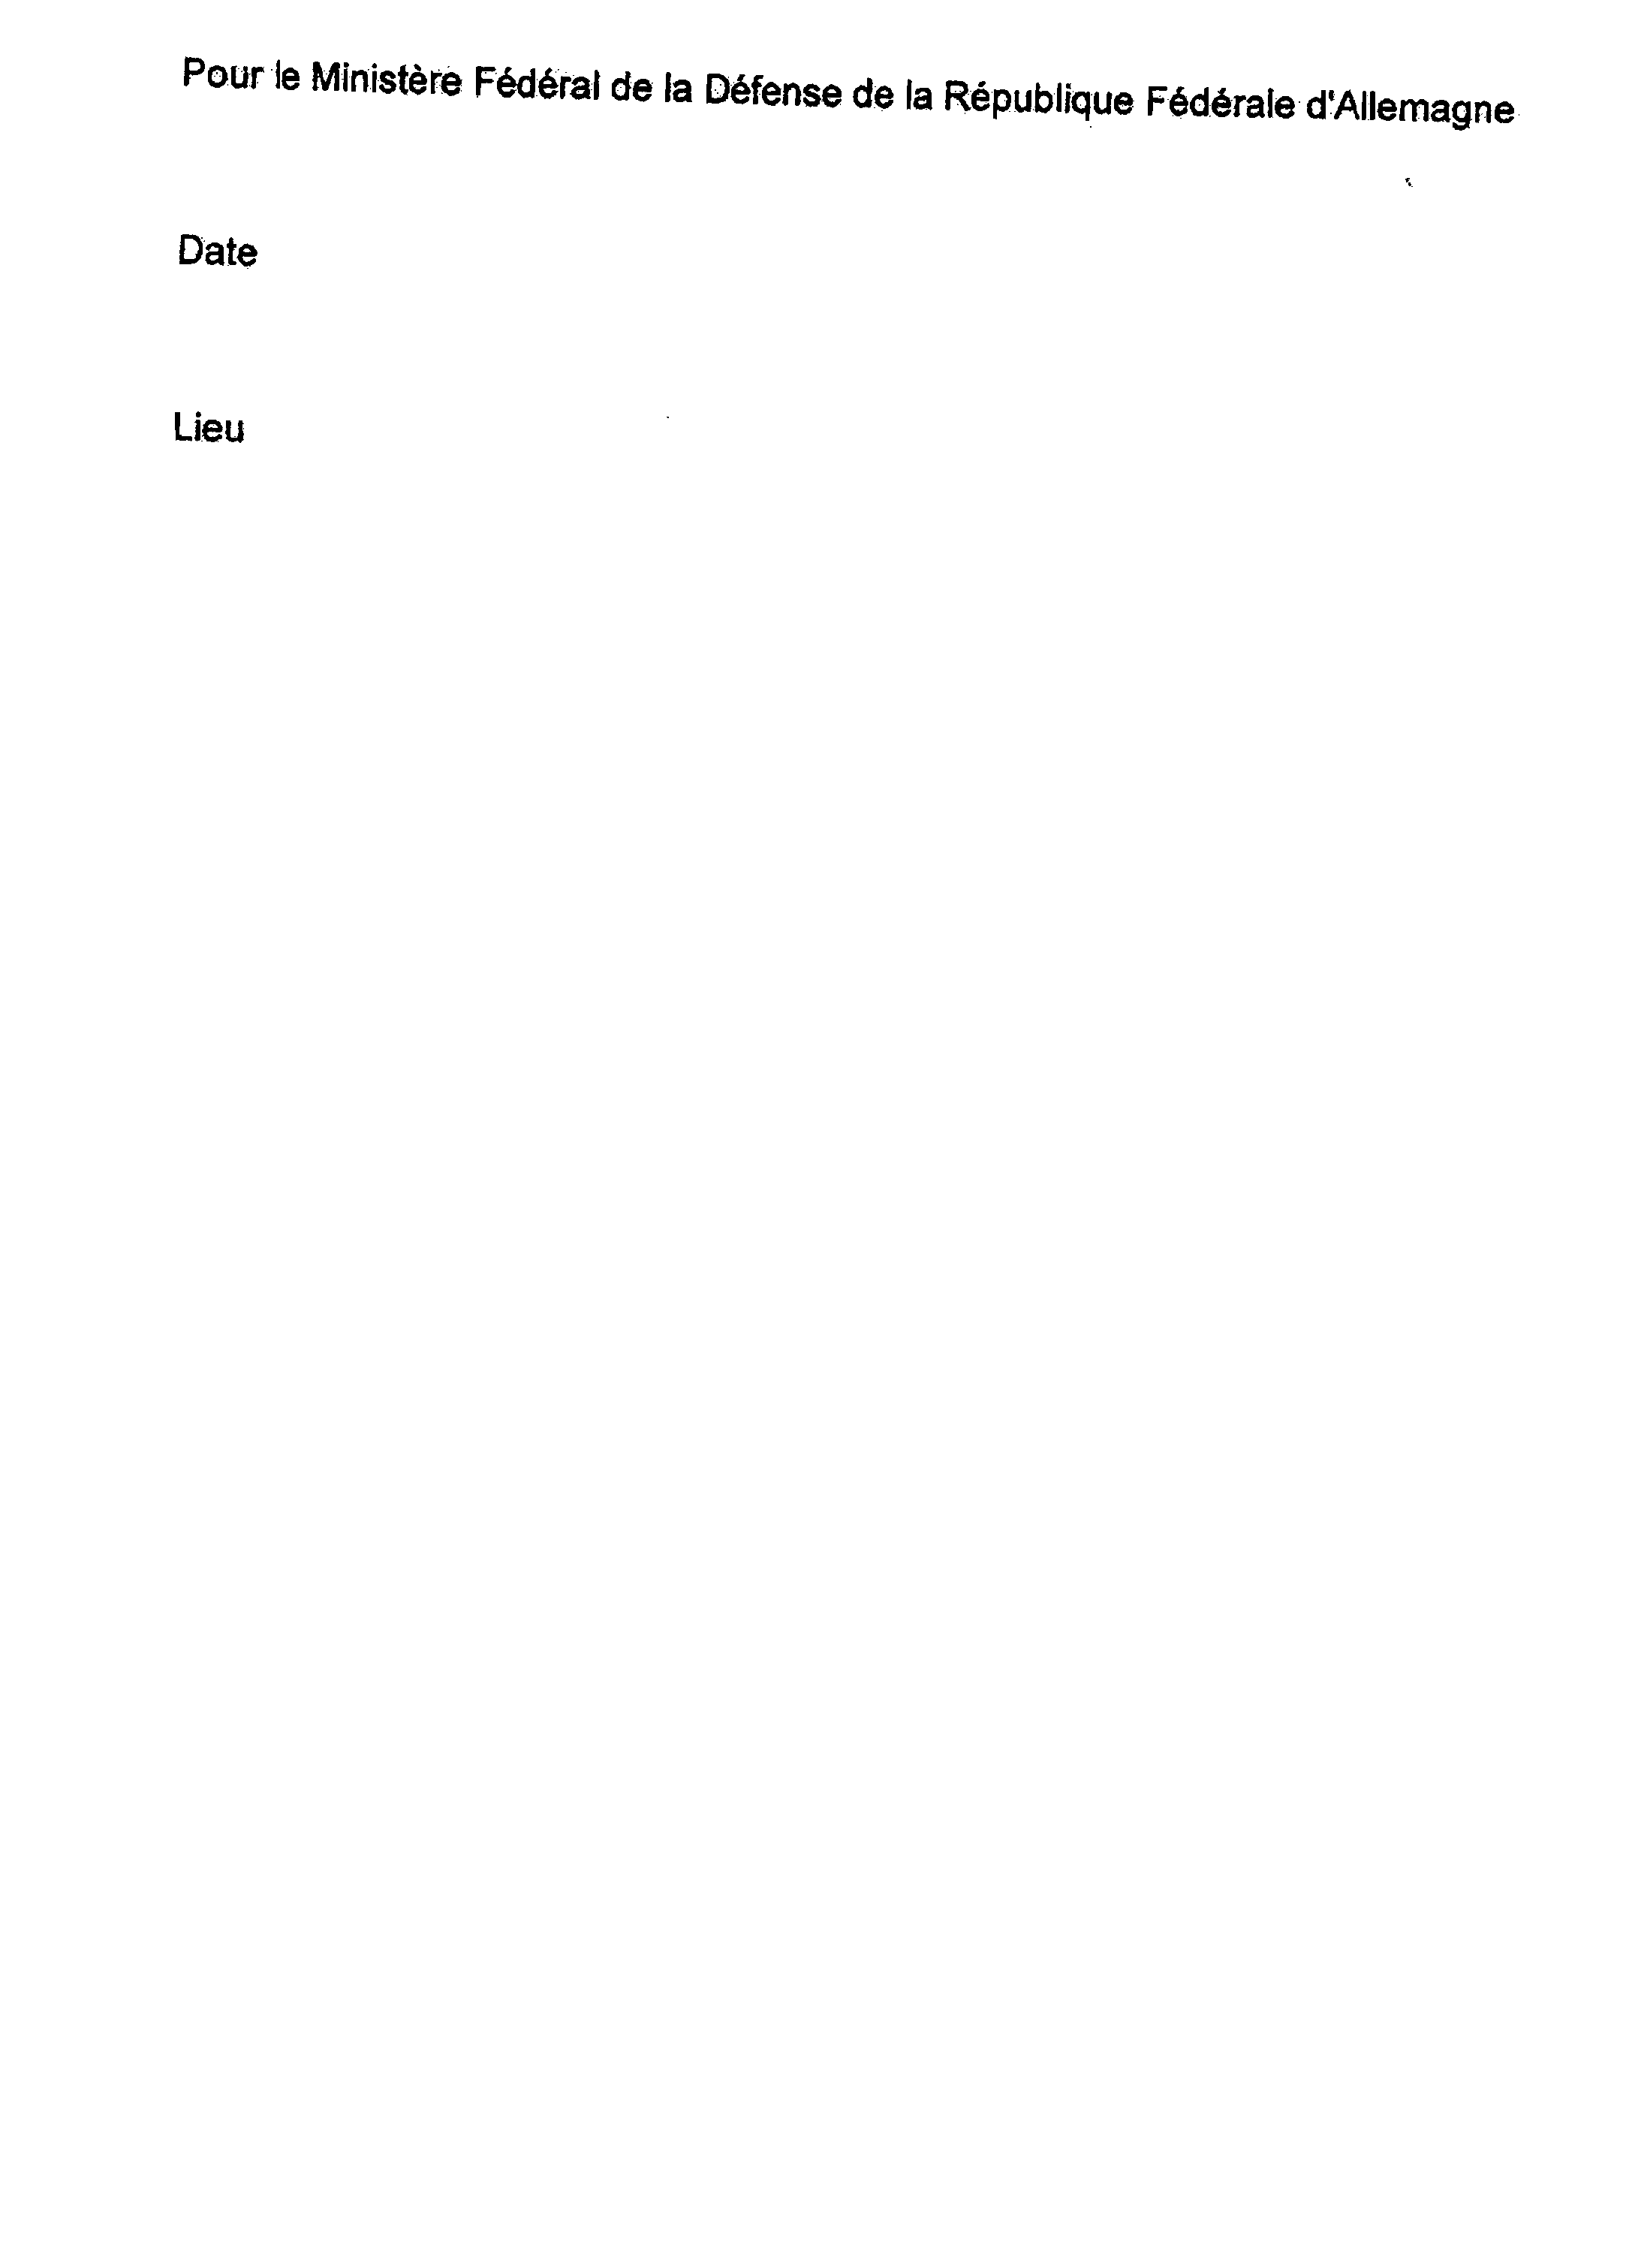 Pour le Ministère Fédéral de la Défense de la République Fédérale d'Allemagne
Date
Lieu